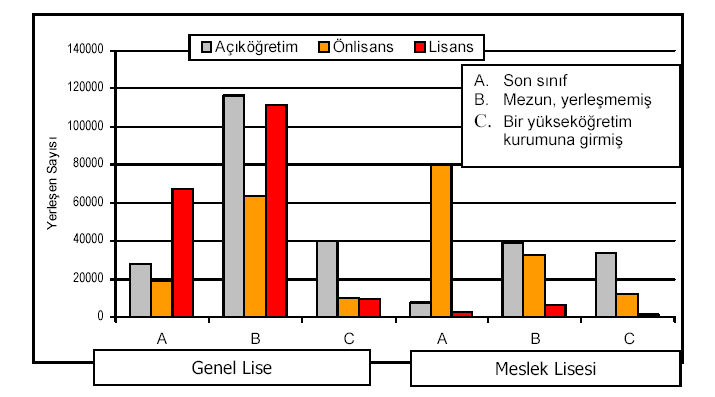 Açıköğretim Önlisans Lisans
A. Son sınıf
B. Mezun, yerleşmemiş
C. Bir yükseköğretim
kurumuna girmiş
Yerleşen Sayısı
140000
120000
100000
80000
60000
40000
20000
0
A B C A B C
Genel Lise Meslek Lisesi